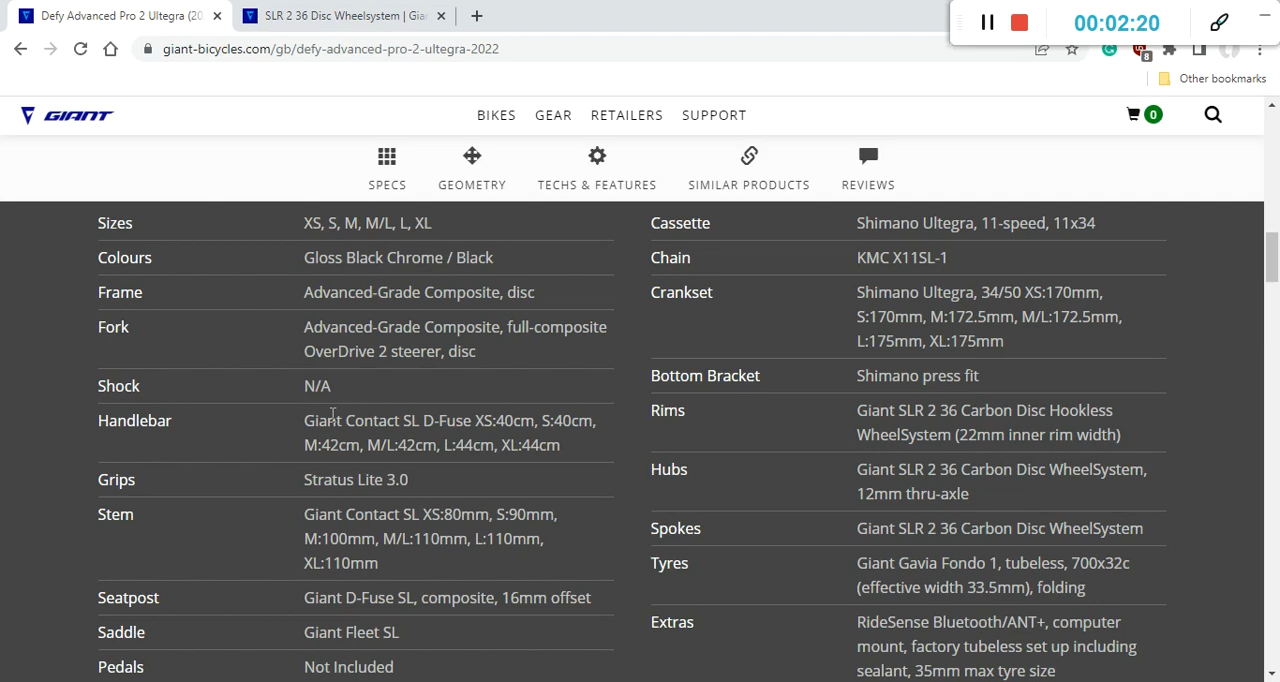 Defy Advanced Pro 2 Ultegra (20
SLR 2 36 Disc Wheelsystem | Gia
00:02:20
giant-bicycles.com/gb/defy-advanced-pro-2-ultegra-2022
8
Other bookmarks
GIANT
BIKES GEAR RETAILERS SUPPORT
0
SPECS GEOMETRY TECHS & FEATURES SIMILAR PRODUCTS REVIEWS
Sizes XS, S, M, M/L, L, XL
Colours Gloss Black Chrome / Black
Frame Advanced-Grade Composite, disc
Fork Advanced-Grade Composite, full-composite
OverDrive 2 steerer, disc
Shock N/A
Handlebar Giant Contact SL D-Fuse XS:40cm, S:40cm,
M:42cm, M/L:42cm, L:44cm, XL:44cm
Grips Stratus Lite 3.0
Stem Giant Contact SL XS:80mm, S:90mm,
M:100mm, M/L:110mm, L:110mm,
XL:110mm
Seatpost Giant D-Fuse SL, composite, 16mm offset
Saddle Giant Fleet SL
Pedals Not Included
Cassette Shimano Ultegra, 11-speed, 11x34
Chain KMC X11SL-1
Crankset Shimano Ultegra, 34/50 XS:170mm,
S:170mm, M:172.5mm, M/L:172.5mm,
L:175mm, XL:175mm
Bottom Bracket Shimano press fit
Rims Giant SLR 2 36 Carbon Disc Hookless
WheelSystem (22mm inner rim width)
Hubs Giant SLR 2 36 Carbon Disc WheelSystem,
12mm thru-axle
Spokes Giant SLR 2 36 Carbon Disc WheelSystem
Tyres Giant Gavia Fondo 1, tubeless, 700x32c
(effective width 33.5mm), folding
Extras RideSense Bluetooth/ANT+, computer
mount, factory tubeless set up including
sealant, 35mm max tyre size